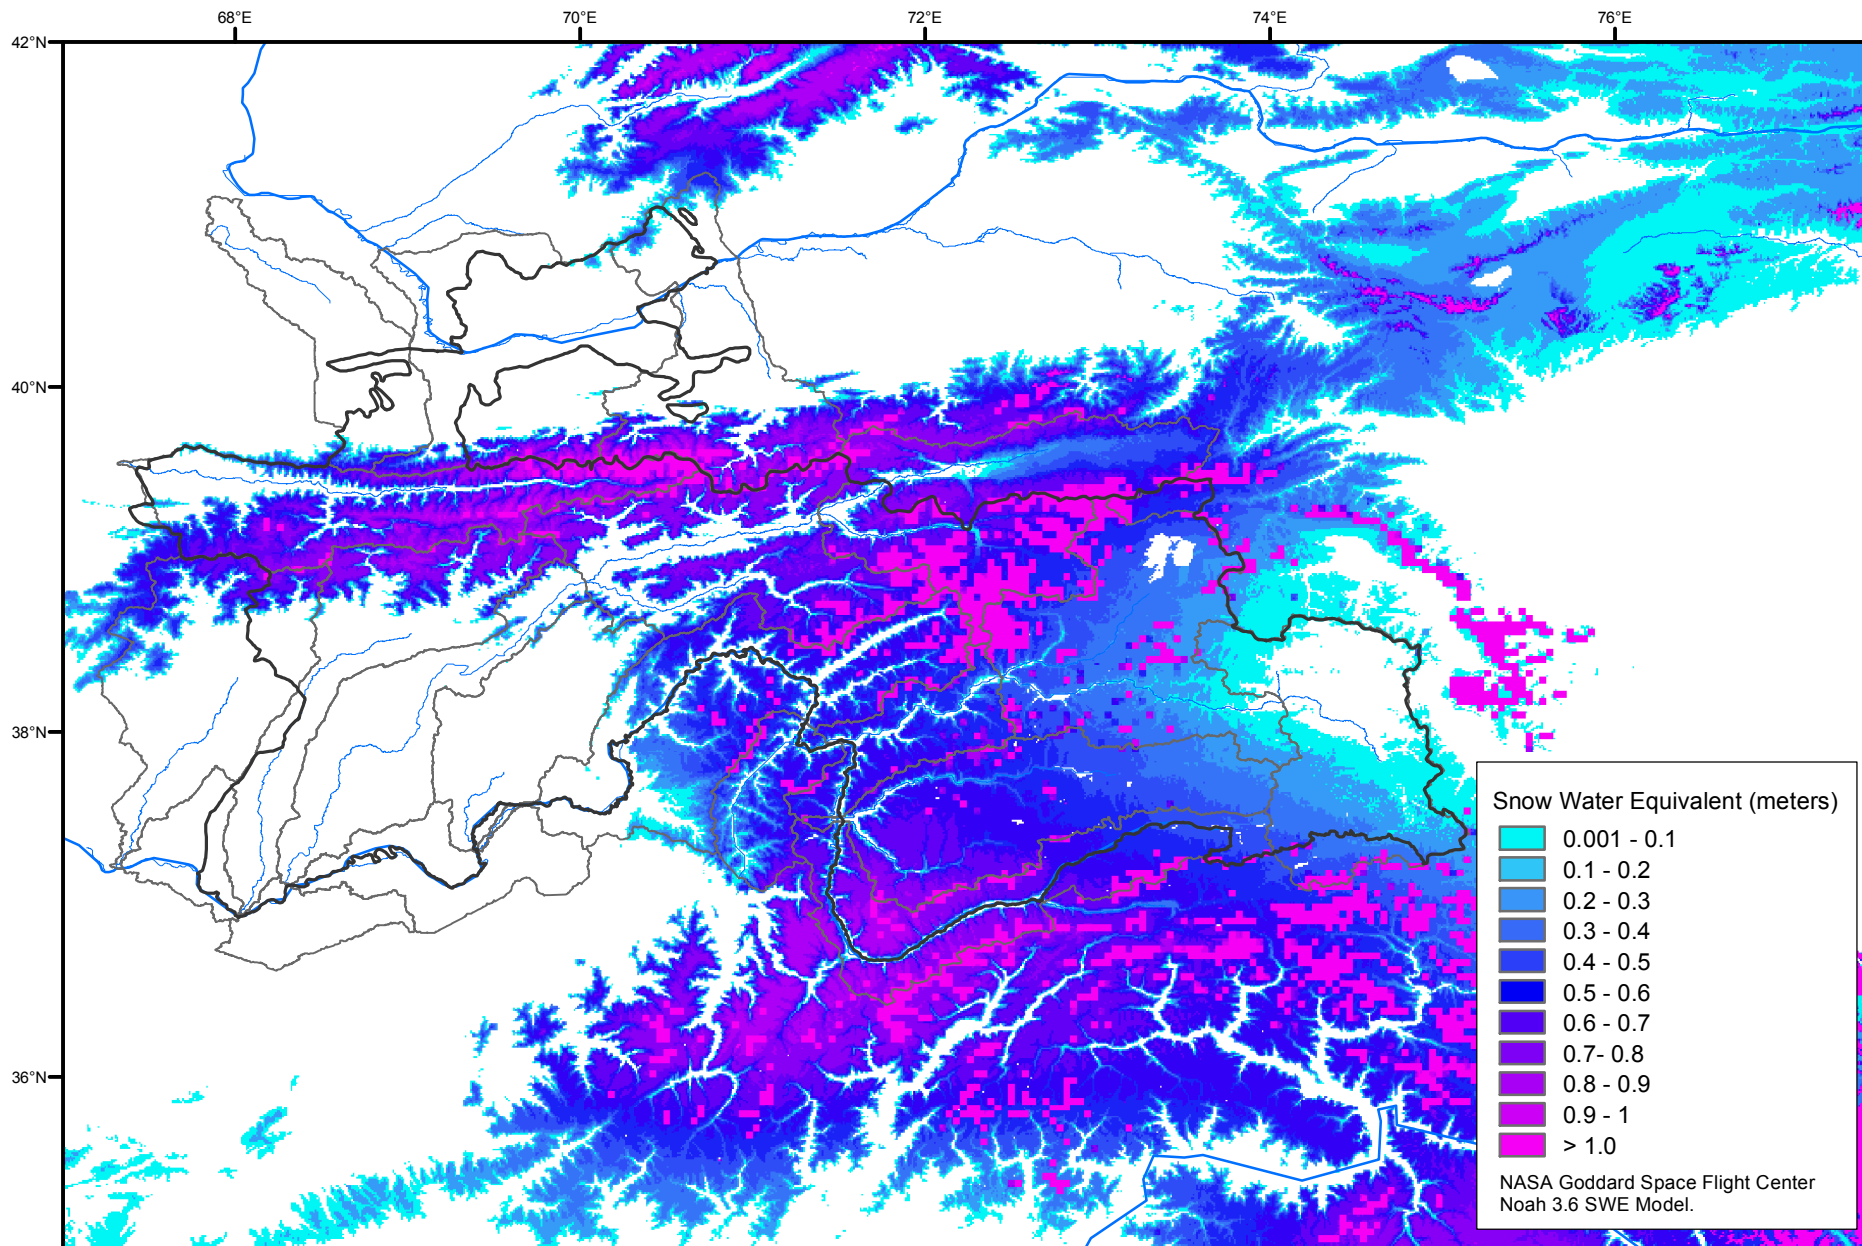 68°E
70°E
72°E
74°E
76°E
42°N
40°N
38°N
36°N
Snow Water Equivalent (meters)
0.001 - 0.1
0.1 - 0.2
0.2 - 0.3
0.3 - 0.4
0.4 - 0.5
0.5 - 0.6
0.6 - 0.7
0.7- 0.8
0.8 - 0.9
0.9 - 1
> 1.0
NASA Goddard Space Flight Center
Noah 3.6 SWE Model.